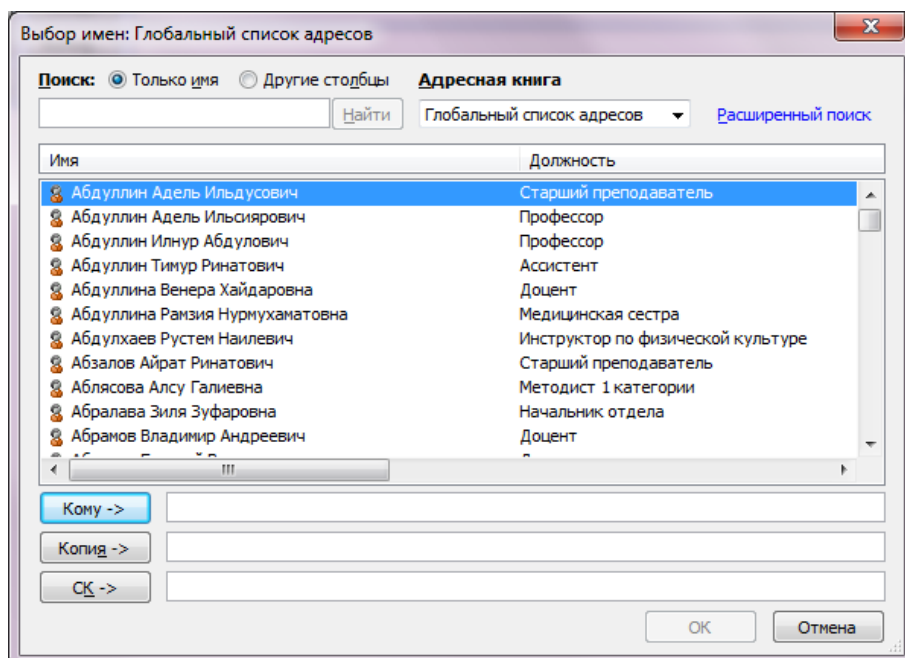 Выбор имен: Глобальный список адресов
Поиск: Только имя Другие столбцы Адресная книга
Найти Глобальный список адресов Расширенный поиск
Имя Должность
Абдуллин Адель Ильдусович Старший преподаватель
Абдуллин Адель Ильсиярович Профессор
Абдуллин Илнур Абдулович Профессор
Абдуллин Тимур Ринатович Ассистент
Абдуллина Венера Хайдаровна Доцент
Абдуллина Рамзия Нурмухаматовна Медицинская сестра
Абдулхаев Рустем Наилевич Инструктор по физической культуре
Абзалов Айрат Ринатович Старший преподаватель
Аблясова Алсу Галиевна Методист 1 категории
Абралава Зиля Зуфаровна Начальник отдела
Абрамов Владимир Андреевич Доцент
Кому ->
Копия ->
СК ->
ОК Отмена